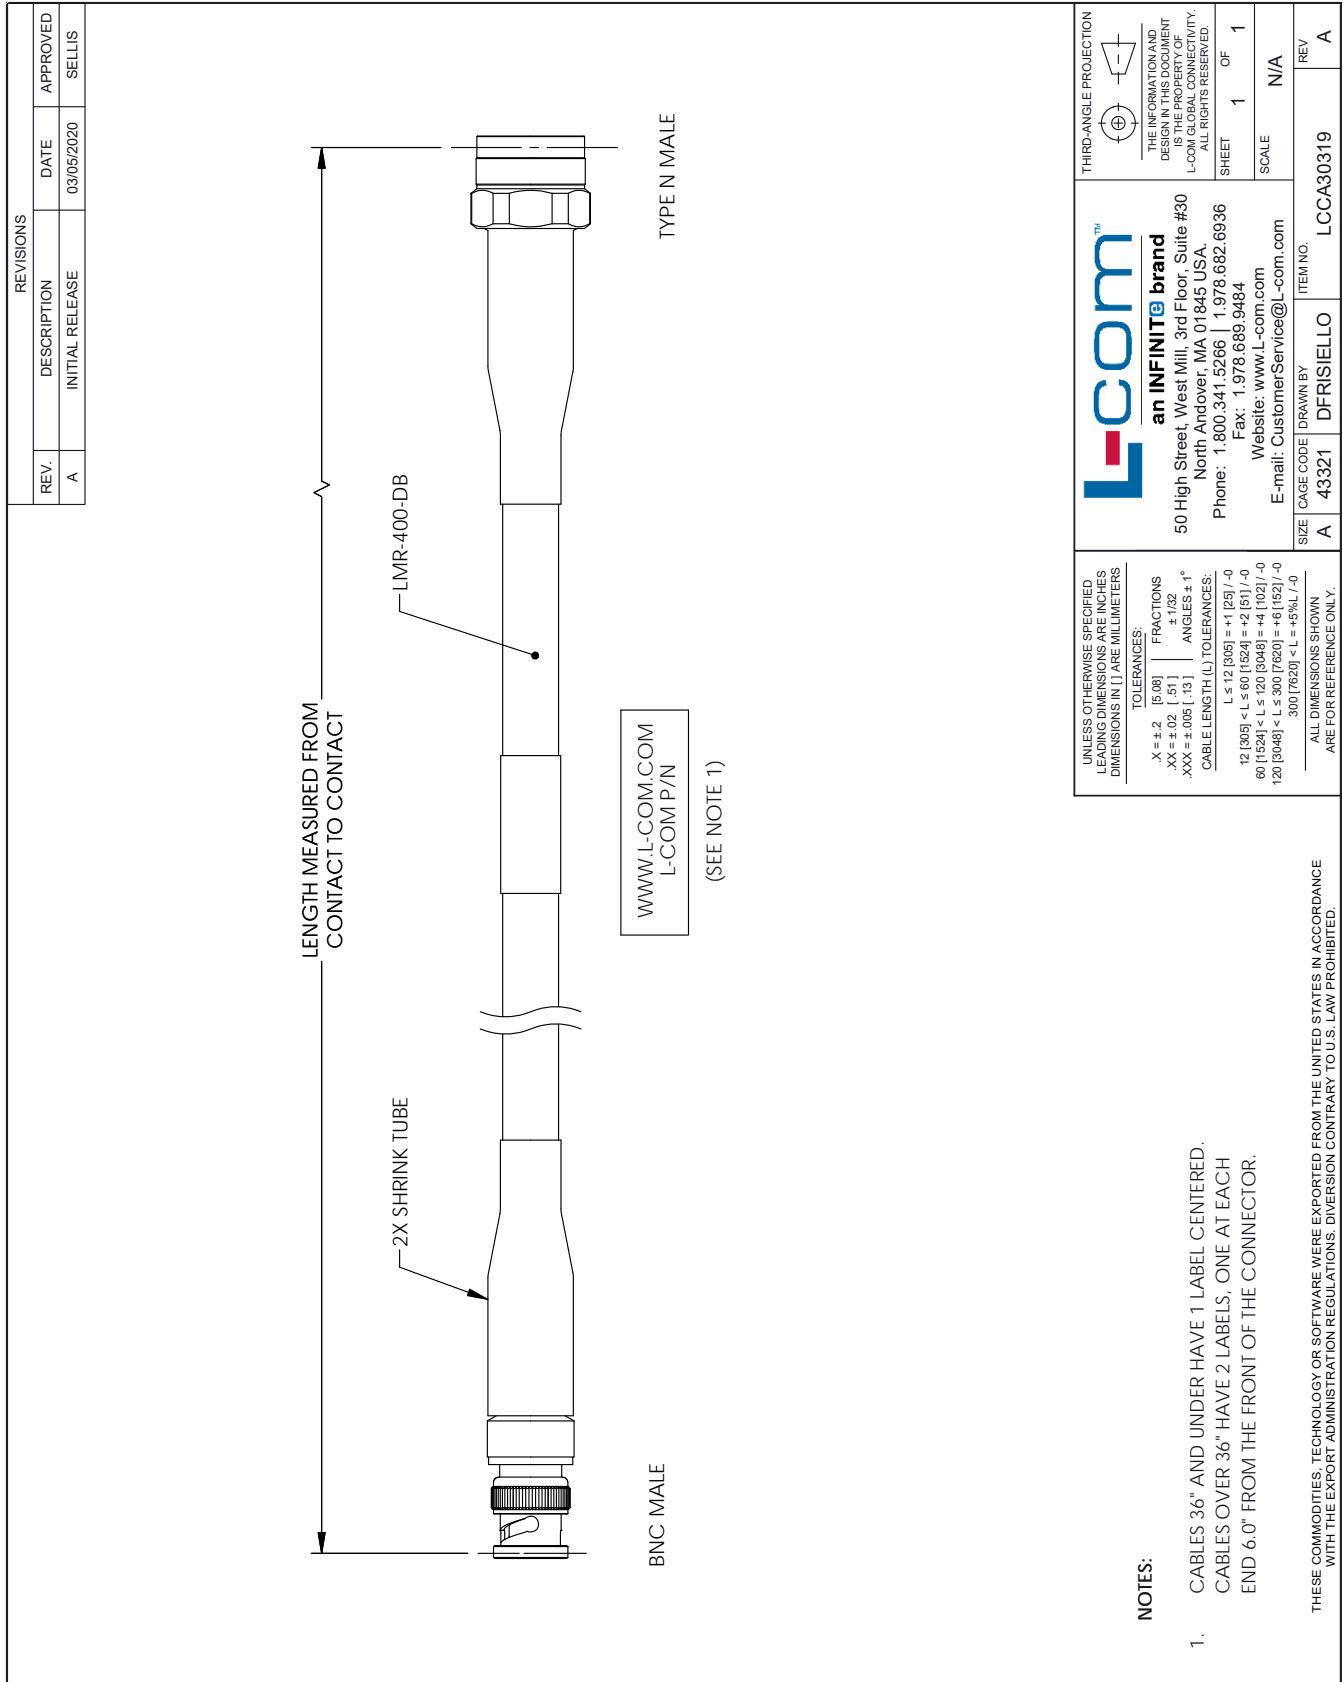 REVISIONS
REV. DESCRIPTION DATE APPROVED
A INITIAL RELEASE 03/05/2020 SELLIS
LENGTH MEASURED FROM
CONTACT TO CONTACT
2X SHRINK TUBE
LMR-400-DB
BNC MALE
TYPE N MALE
WWW.L-COM.COM
L-COM P/N
(SEE NOTE 1)
NOTES:
1. CABLES 36" AND UNDER HAVE 1 LABEL CENTERED.
CABLES OVER 36" HAVE 2 LABELS, ONE AT EACH
END 6.0" FROM THE FRONT OF THE CONNECTOR.
THESE COMMODITIES, TECHNOLOGY OR SOFTWARE WERE EXPORTED FROM THE UNITED STATES IN ACCORDANCE
WITH THE EXPORT ADMINISTRATION REGULATIONS. DIVERSION CONTRARY TO U.S. LAW PROHIBITED.
UNLESS OTHERWISE SPECIFIED
LEADING DIMENSIONS ARE INCHES
DIMENSIONS IN [ ] ARE MILLIMETERS
TOLERANCES:
.X = ± .2 [5.08] FRACTIONS
.XX = ± .02 [ .51 ] ± 1/32
.XXX = ± .005 [ .13 ] ANGLES ± 1°
CABLE LENGTH (L) TOLERANCES:
L ≤ 12 [305] = +1 [25] / -0
12 [305] < L ≤ 60 [1524] = +2 [51] / -0
60 [1524] < L ≤ 120 [3048] = +4 [102] / -0
120 [3048] < L ≤ 300 [7620] = +6 [152] / -0
300 [7620] < L = +5%L / -0
ALL DIMENSIONS SHOWN
ARE FOR REFERENCE ONLY.
L-com™
an INFINITe brand
50 High Street, West Mill, 3rd Floor, Suite #30
North Andover, MA 01845 USA.
Phone: 1.800.341.5266 | 1.978.682.6936
Fax: 1.978.689.9484
Website: www.L-com.com
E-mail: CustomerService@L-com.com
THIRD-ANGLE PROJECTION
THE INFORMATION AND
DESIGN IN THIS DOCUMENT
IS THE PROPERTY OF
L-COM GLOBAL CONNECTIVITY.
ALL RIGHTS RESERVED.
SHEET 1 OF 1
SCALE N/A
SIZE CAGE CODE DRAWN BY ITEM NO. REV
A 43321 DFRISIELLO LCCA30319 A